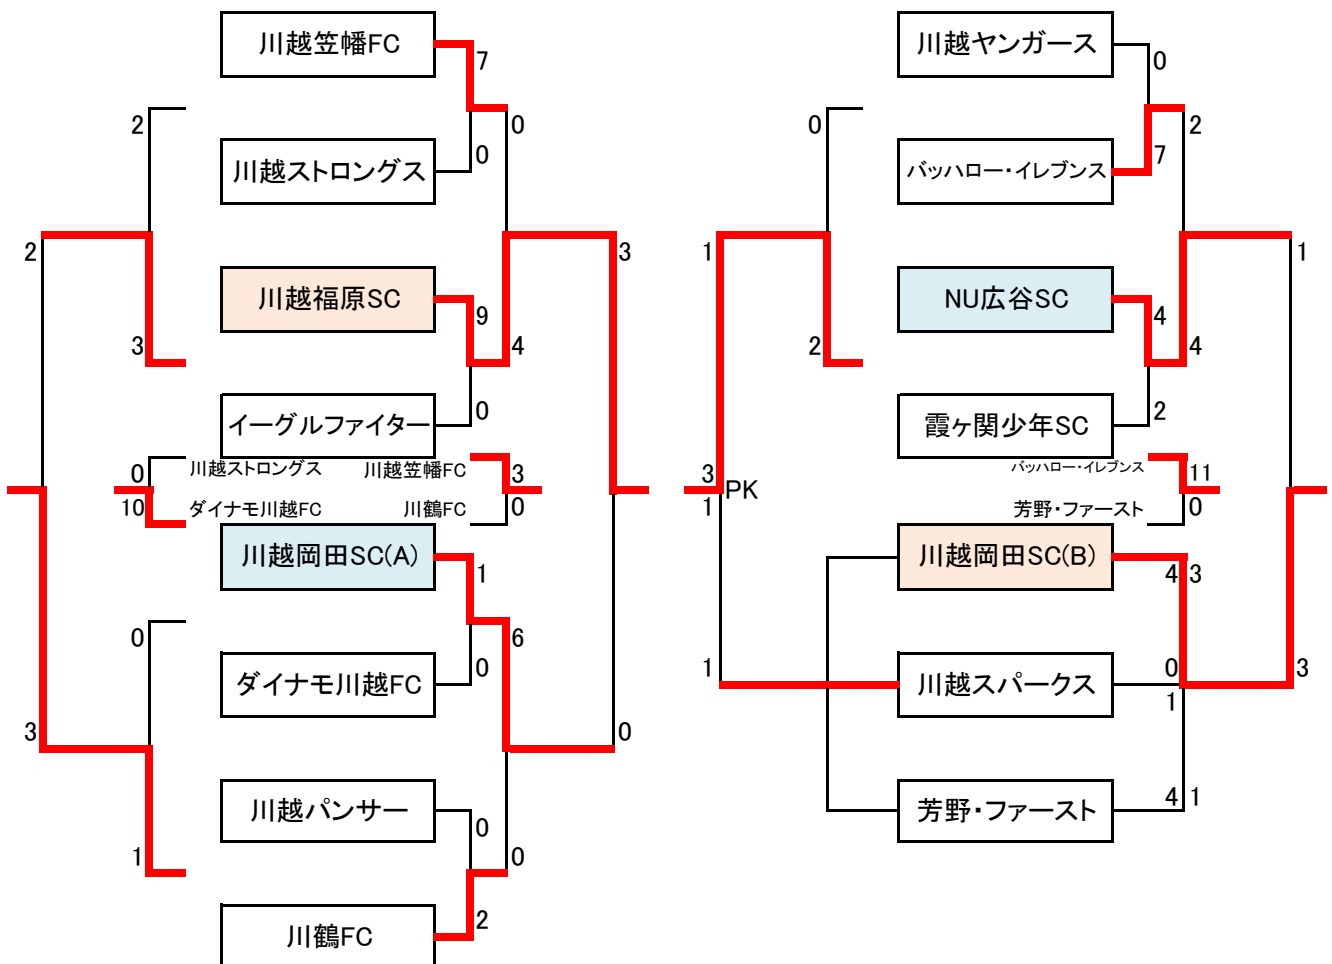 川越笠幡FC
7
2
0
川越ストロングス
0
2
3
川越福原SC
9
3
4
イーグルファイター
0
0
川越ストロングス
川越笠幡FC
3
10
ダイナモ川越FC
川鶴FC
0
川越岡田SC(A)
1
0
6
ダイナモ川越FC
0
3
0
川越パンサー
0
1
0
川鶴FC
2
川越ヤンガース
0
0
2
バッハロー・イレブンス
7
1
1
NU広谷SC
4
2
4
霞ヶ関少年SC
2
バッハロー・イレブンス
11
3
PK
1
芳野・ファースト
0
川越岡田SC(B)
4
3
1
川越スパークス
0
1
3
芳野・ファースト
4
1